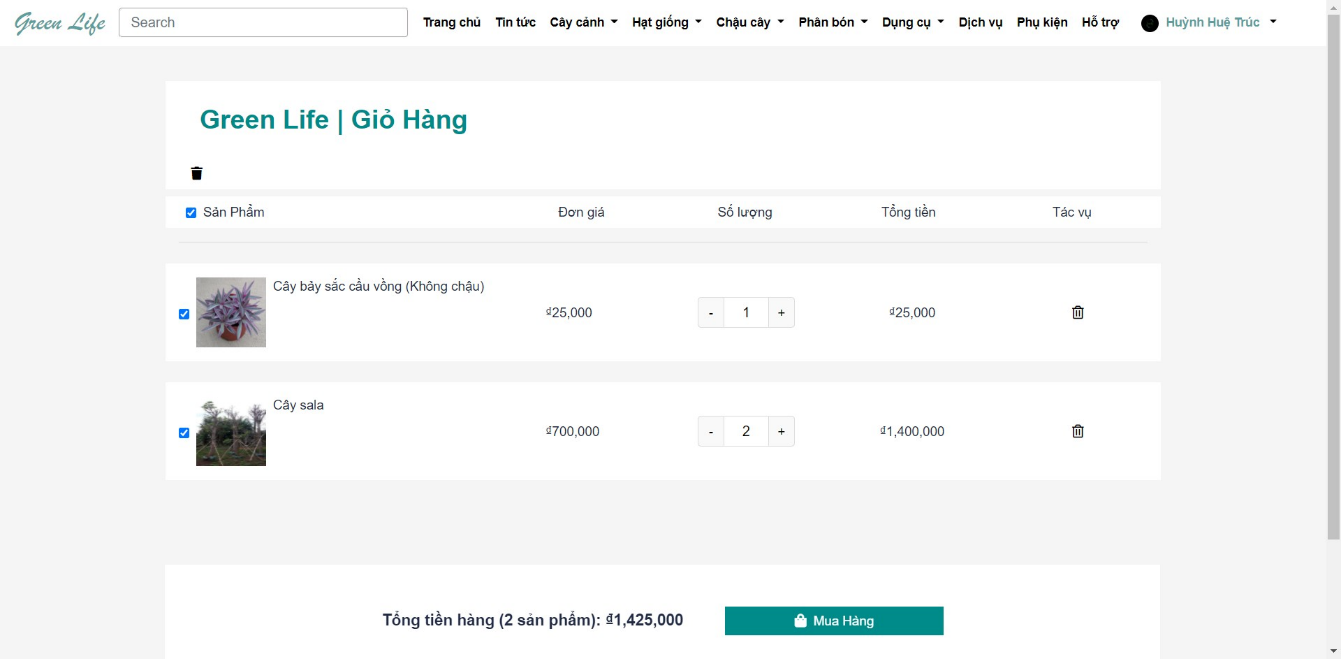 Green Life Search Trang chủ Tin tức Cây cảnh Hạt giống Chậu cây Phân bón Dụng cụ Dịch vụ Phụ kiện Hỗ trợ Huỳnh Huệ Trúc
Green Life | Giỏ Hàng
Sản Phẩm Đơn giá Số lượng Tổng tiền Tác vụ
Cây bảy sắc cầu vồng (Không chậu)
₫25,000 - 1 + ₫25,000
Cây sala
₫700,000 - 2 + ₫1,400,000
Tổng tiền hàng (2 sản phẩm): ₫1,425,000 Mua Hàng